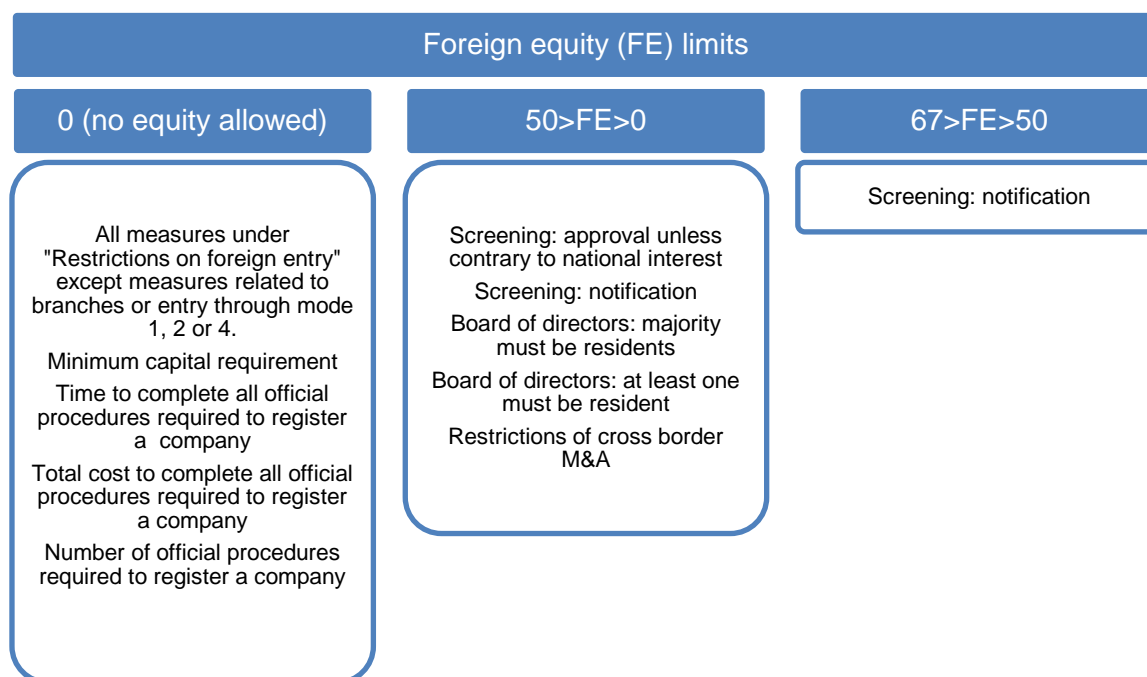 Foreign equity (FE) limits
0 (no equity allowed)
All measures under
"Restrictions on foreign entry"
except measures related to
branches or entry through mode
1, 2 or 4.
Minimum capital requirement
Time to complete all official
procedures required to register
a company
Total cost to complete all official
procedures required to register
a company
Number of official procedures
required to register a company
50>FE>0
Screening: approval unless
contrary to national interest
Screening: notification
Board of directors: majority
must be residents
Board of directors: at least one
must be resident
Restrictions of cross border
M&A
67>FE>50
Screening: notification